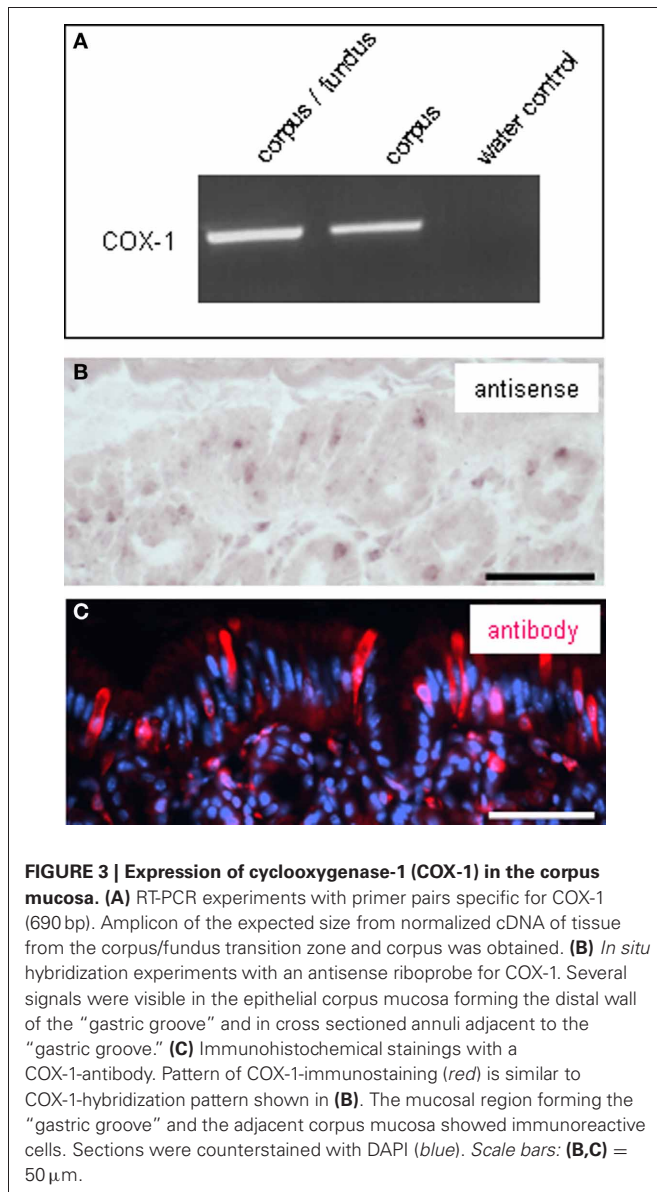 A
corpus / fundus
corpus
water control
COX-1
B
antisense
C
antibody
FIGURE 3 | Expression of cyclooxygenase-1 (COX-1) in the corpus
mucosa. (A) RT-PCR experiments with primer pairs specific for COX-1
(690 bp). Amplicon of the expected size from normalized cDNA of tissue
from the corpus/fundus transition zone and corpus was obtained. (B) In situ
hybridization experiments with an antisense riboprobe for COX-1. Several
signals were visible in the epithelial corpus mucosa forming the distal wall
of the “gastric groove” and in cross sectioned annuli adjacent to the
“gastric groove.” (C) Immunohistochemical stainings with a
COX-1-antibody. Pattern of COX-1-immunostaining (red) is similar to
COX-1-hybridization pattern shown in (B). The mucosal region forming the
“gastric groove” and the adjacent corpus mucosa showed immunoreactive
cells. Sections were counterstained with DAPI (blue). Scale bars: (B,C) =
50 μm.